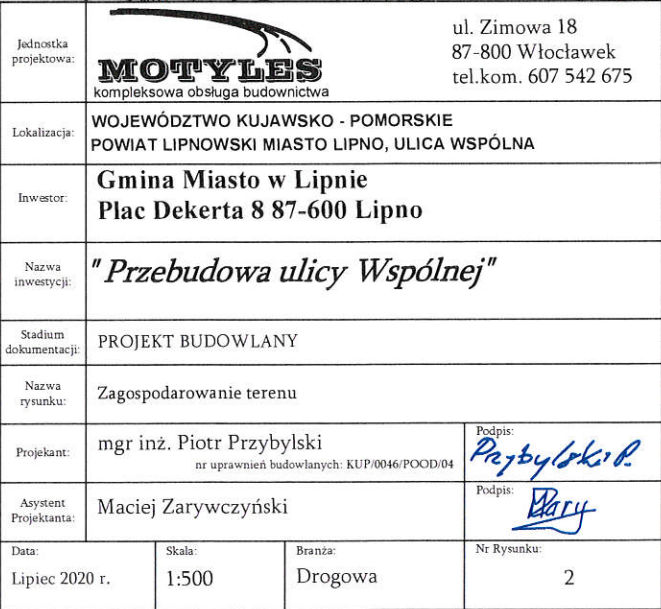 Jednostka
projektowa:
MOTYLES
kompleksowa obsługa budownictwa
ul. Zimowa 18
87-800 Włocławek
tel.kom. 607 542 675
Lokalizacja:
WOJEWÓDZTWO KUJAWSKO - POMORSKIE
POWIAT LIPNOWSKI MIASTO LIPNO, ULICA WSPÓLNA
Inwestor:
Gmina Miasto w Lipnie
Plac Dekerta 8 87-600 Lipno
Nazwa
inwestycji:
"Przebudowa ulicy Wspólnej"
Stadium
dokumentacji:
PROJEKT BUDOWLANY
Nazwa
rysunku:
Zagospodarowanie terenu
Projekant:
mgr inż. Piotr Przybylski
nr uprawnień budowlanych: KUP/0046/POOD/04
Podpis:
Przybylski P.
Asystent
Projektanta:
Maciej Zarywczyński
Podpis:
Data:
Lipiec 2020 r.
Skala:
1:500
Branża:
Drogowa
Nr Rysunku:
2